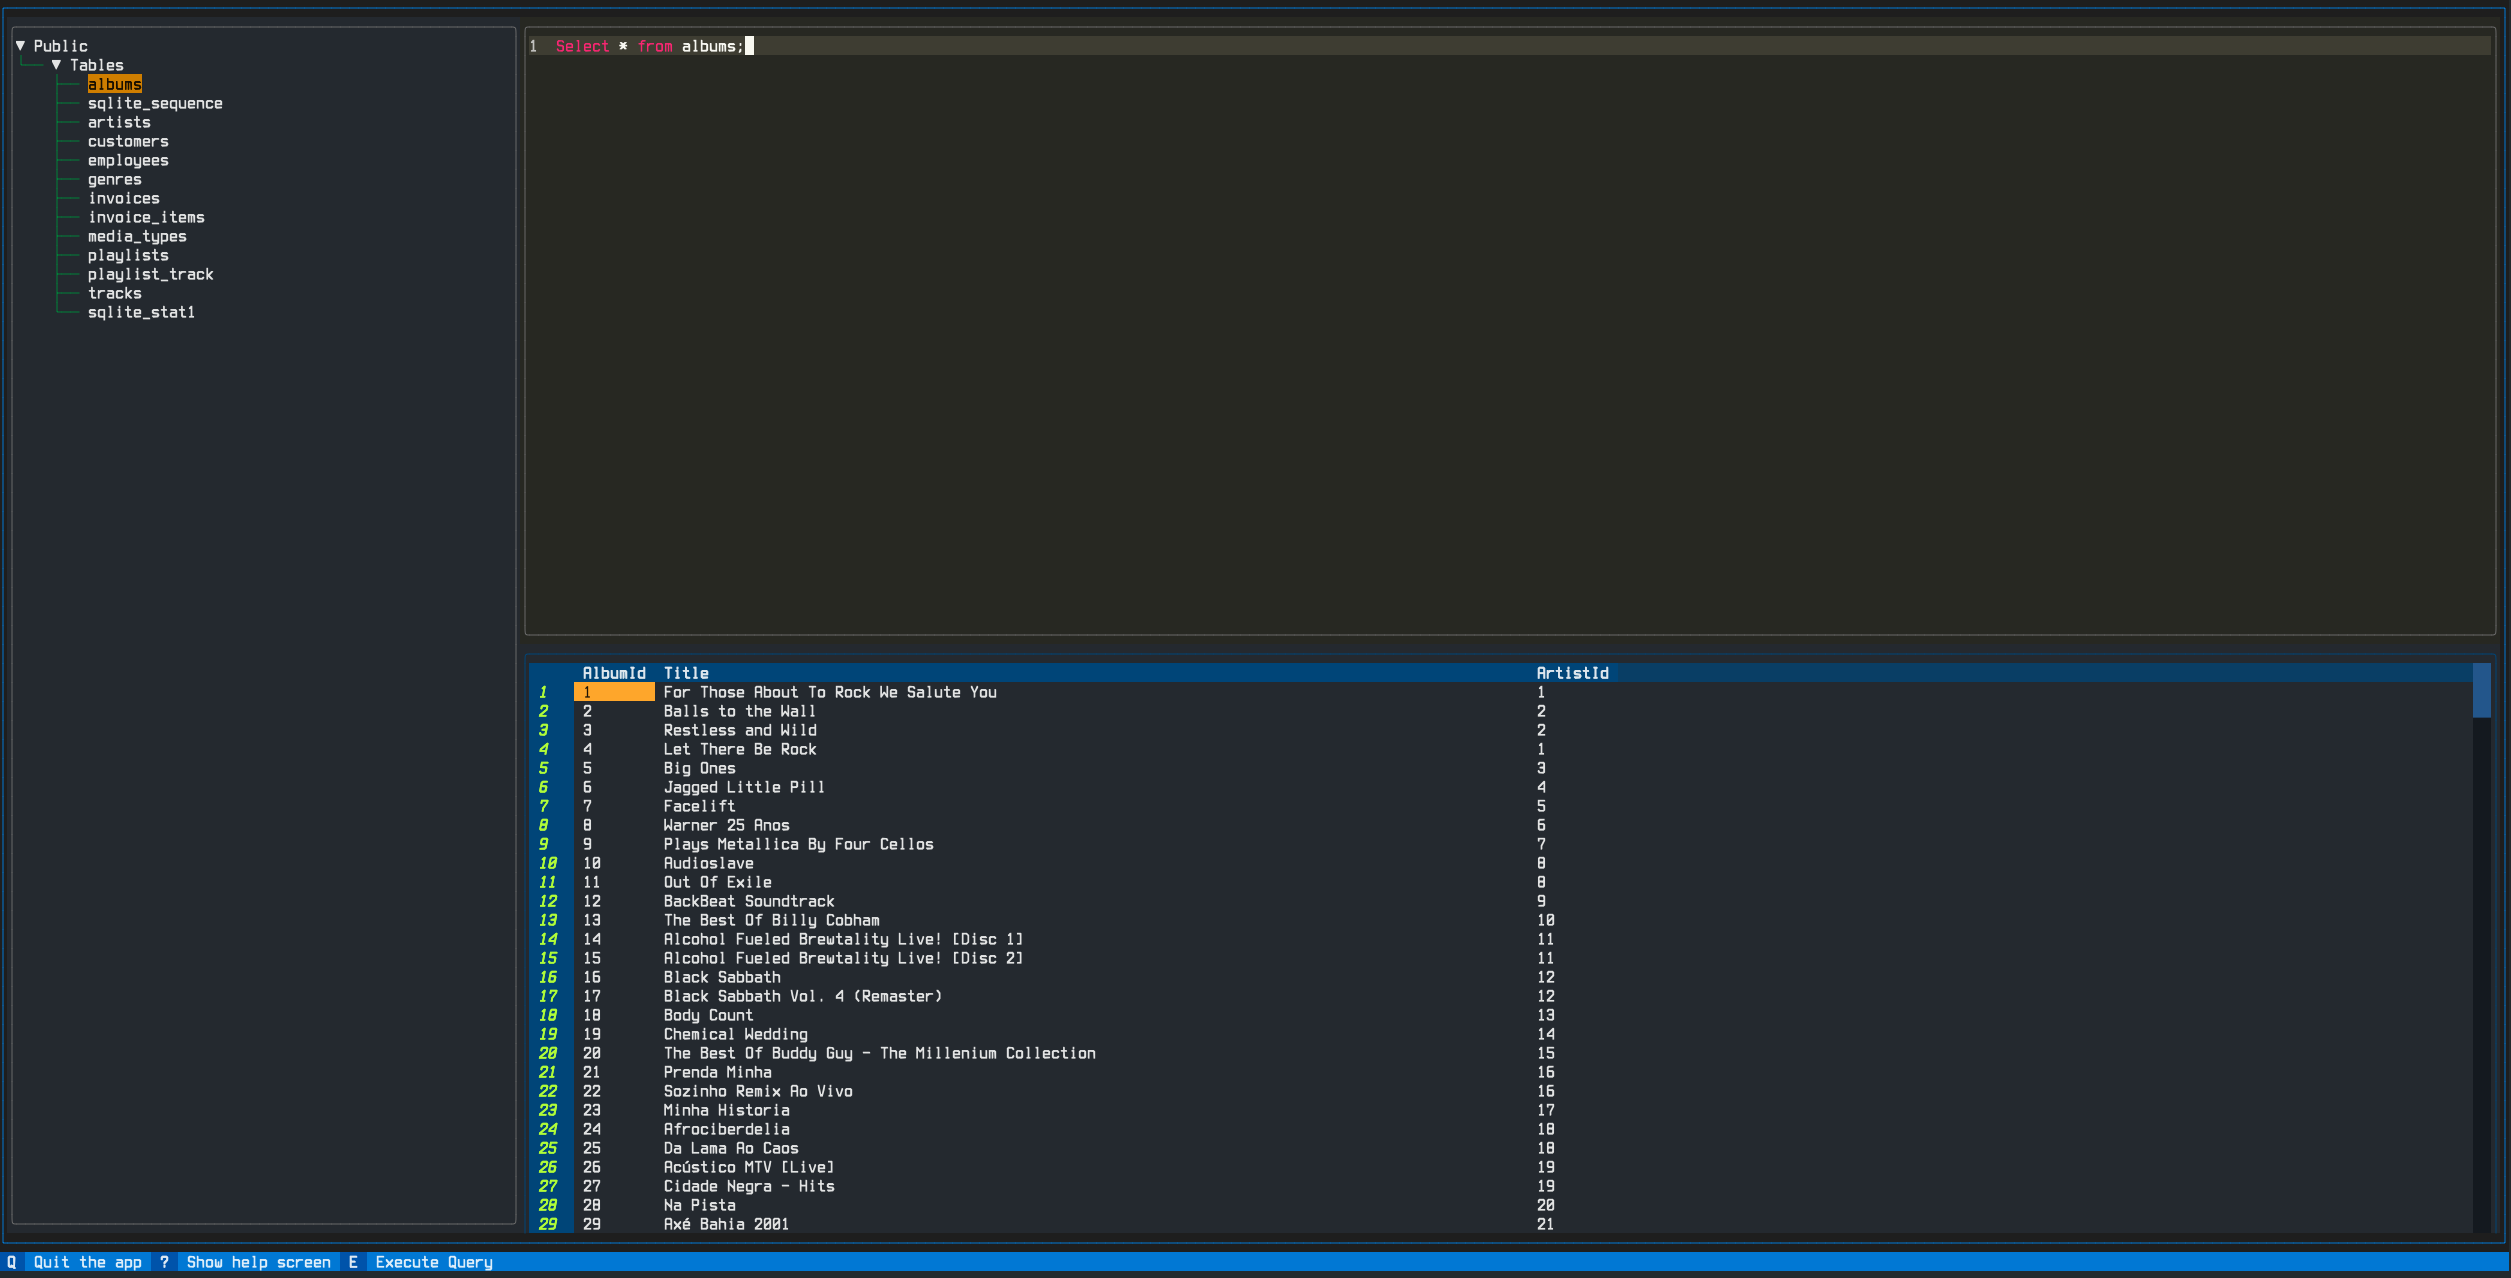 ▼ Public
▼ Tables
albums
sqlite_sequence
artists
customers
employees
genres
invoices
invoice_items
media_types
playlists
playlist_track
tracks
sqlite_stat1
1 Select * from albums;
AlbumId Title ArtistId
1 1 For Those About To Rock We Salute You 1
2 2 Balls to the Wall 2
3 3 Restless and Wild 2
4 4 Let There Be Rock 1
5 5 Big Ones 3
6 6 Jagged Little Pill 4
7 7 Facelift 5
8 8 Warner 25 Anos 6
9 9 Plays Metallica By Four Cellos 7
10 10 Audioslave 8
11 11 Out Of Exile 8
12 12 BackBeat Soundtrack 9
13 13 The Best Of Billy Cobham 10
14 14 Alcohol Fueled Brewtality Live! [Disc 1] 11
15 15 Alcohol Fueled Brewtality Live! [Disc 2] 11
16 16 Black Sabbath 12
17 17 Black Sabbath Vol. 4 (Remaster) 12
18 18 Body Count 13
19 19 Chemical Wedding 14
20 20 The Best Of Buddy Guy - The Millenium Collection 15
21 21 Prenda Minha 16
22 22 Sozinho Remix Ao Vivo 16
23 23 Minha Historia 17
24 24 Afrociberdelia 18
25 25 Da Lama Ao Caos 18
26 26 Acústico MTV [Live] 19
27 27 Cidade Negra - Hits 19
28 28 Na Pista 20
29 29 Axé Bahia 2001 21
Q Quit the app ? Show help screen E Execute Query